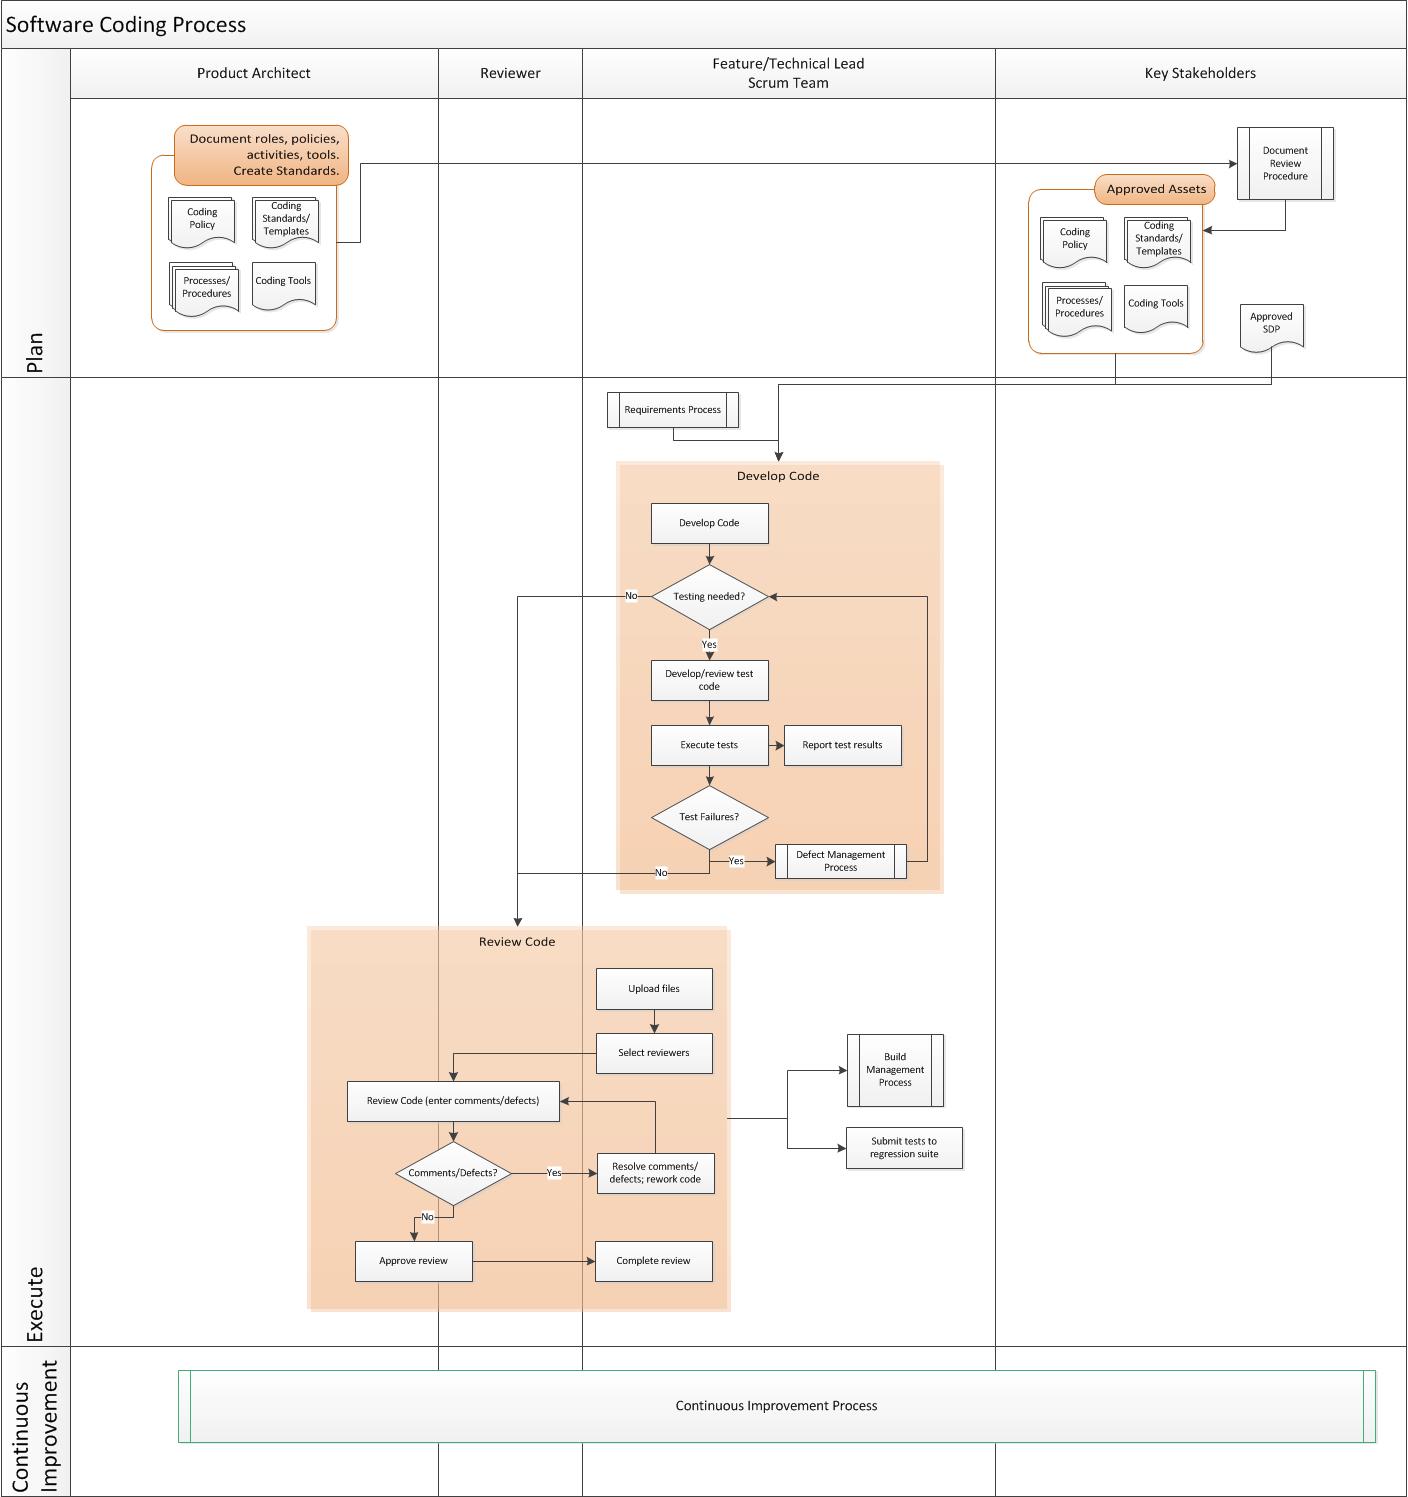 Software Coding Process
Product Architect
Reviewer
Feature/Technical Lead
Scrum Team
Key Stakeholders
Plan
Document roles, policies,
activities, tools.
Create Standards.
Coding
Policy
Coding
Standards/
Templates
Processes/
Procedures
Coding Tools
Document
Review
Procedure
Approved Assets
Coding
Policy
Coding
Standards/
Templates
Processes/
Procedures
Coding Tools
Approved
SDP
Execute
Requirements Process
Develop Code
Develop Code
Testing needed?
No
Yes
Develop/review test
code
Execute tests
Report test results
Test Failures?
Yes
Defect Management
Process
No
Review Code
Upload files
Select reviewers
Review Code (enter comments/defects)
Comments/Defects?
Yes
Resolve comments/
defects; rework code
No
Approve review
Complete review
Build
Management
Process
Submit tests to
regression suite
Continuous
Improvement
Continuous Improvement Process